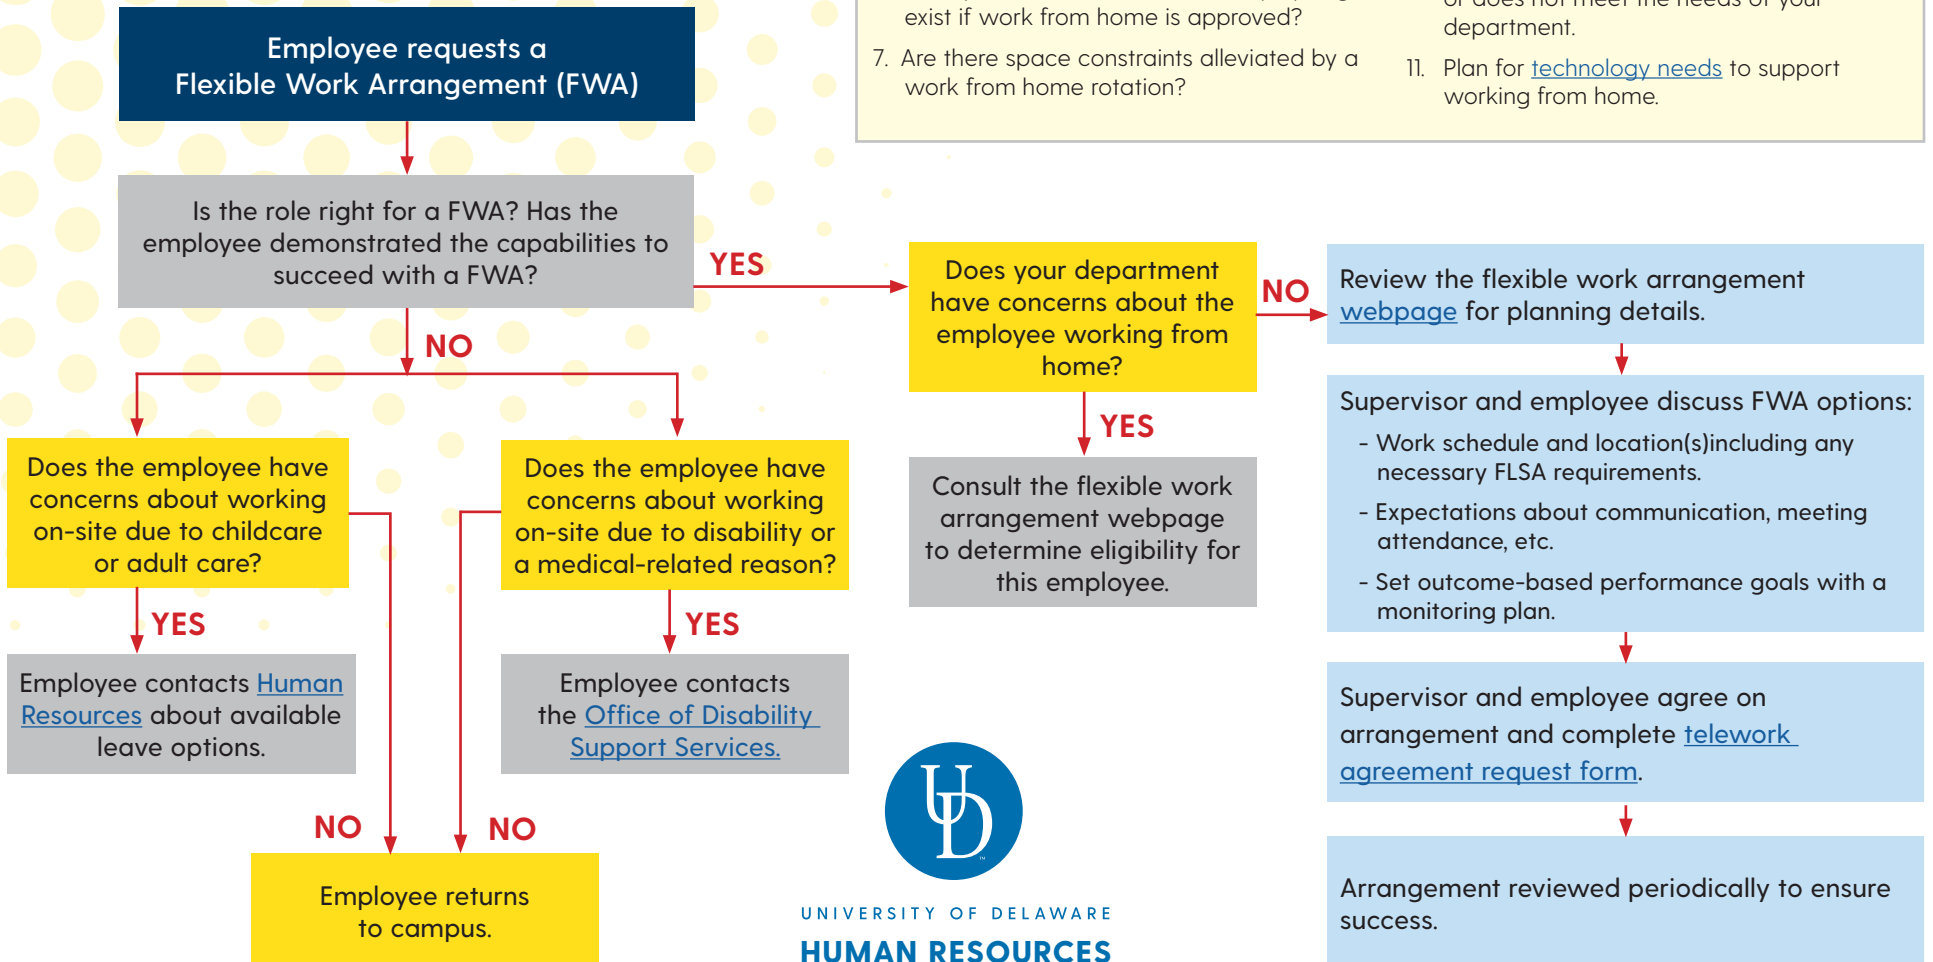 exist if work from home is approved?
7. Are there space constraints alleviated by a
work from home rotation?
department.
11. Plan for technology needs to support
working from home.
Employee requests a
Flexible Work Arrangement (FWA)
Is the role right for a FWA? Has the
employee demonstrated the capabilities to
succeed with a FWA?
YES
NO
Does your department
have concerns about the
employee working from
home?
NO
YES
Review the flexible work arrangement
webpage for planning details.
Supervisor and employee discuss FWA options:
- Work schedule and location(s)including any
necessary FLSA requirements.
- Expectations about communication, meeting
attendance, etc.
- Set outcome-based performance goals with a
monitoring plan.
Supervisor and employee agree on
arrangement and complete telework
agreement request form.
Arrangement reviewed periodically to ensure
success.
Consult the flexible work
arrangement webpage
to determine eligibility for
this employee.
Does the employee have
concerns about working
on-site due to childcare
or adult care?
YES
Employee contacts Human
Resources about available
leave options.
Does the employee have
concerns about working
on-site due to disability or
a medical-related reason?
YES
Employee contacts
the Office of Disability
Support Services.
NO
NO
Employee returns
to campus.
UD
UNIVERSITY OF DELAWARE
HUMAN RESOURCES